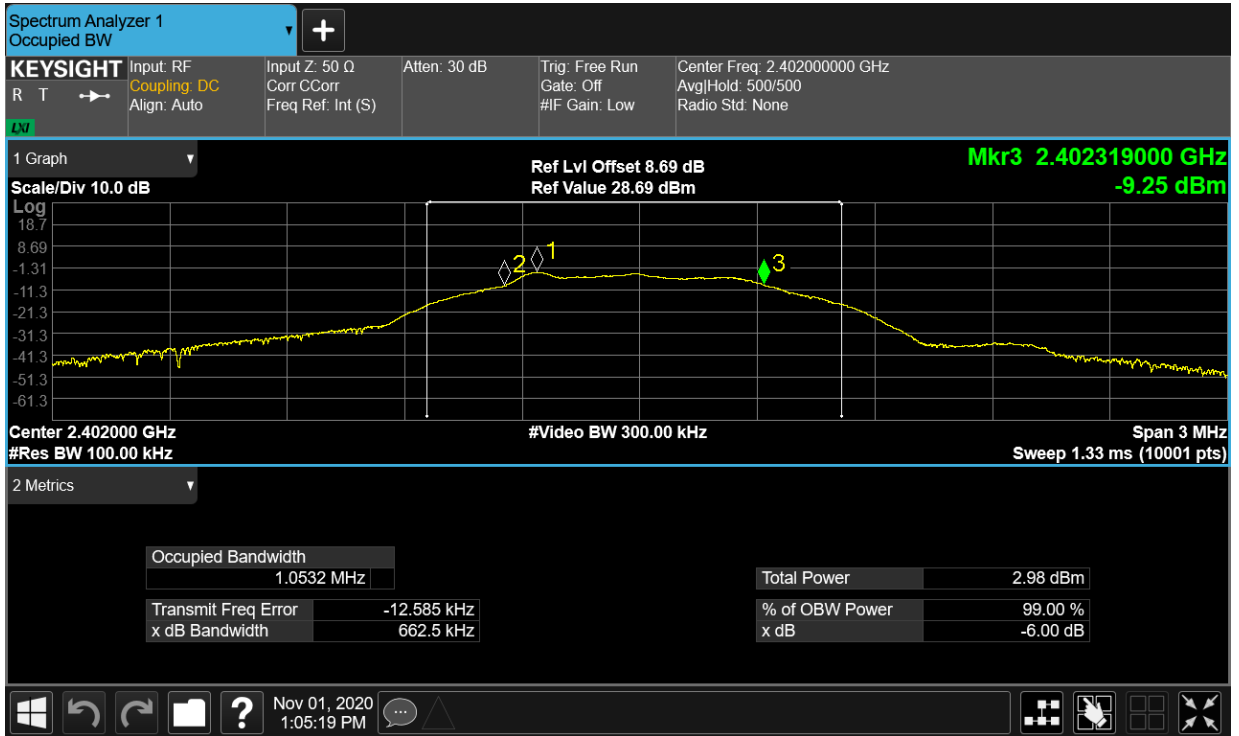 Spectrum Analyzer 1
Occupied BW
KEYSIGHT
R T
LXI
Input: RF
Coupling: DC
Align: Auto
Input Z: 50 Ω
Corr CCorr
Freq Ref: Int (S)
Atten: 30 dB
Trig: Free Run
Gate: Off
#IF Gain: Low
Center Freq: 2.402000000 GHz
Avg|Hold: 500/500
Radio Std: None
1 Graph
Scale/Div 10.0 dB
Ref Lvl Offset 8.69 dB
Ref Value 28.69 dBm
Mkr3 2.402319000 GHz
-9.25 dBm
Log
18.7
8.69
-1.31
-11.3
-21.3
-31.3
-41.3
-51.3
-61.3
2
1
3
Center 2.402000 GHz
#Res BW 100.00 kHz
#Video BW 300.00 kHz
Span 3 MHz
Sweep 1.33 ms (10001 pts)
2 Metrics
Occupied Bandwidth
1.0532 MHz
Transmit Freq Error -12.585 kHz
x dB Bandwidth 662.5 kHz
Total Power 2.98 dBm
% of OBW Power 99.00 %
x dB -6.00 dB
?
Nov 01, 2020
1:05:19 PM